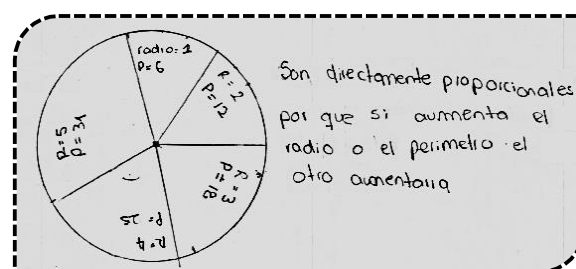 radio: 1
P= 6
R = 2
P = 12
R = 3
P = 18
R = 4
P = 25
R = 5
P = 31
Son directamente proporcionales
por que si aumenta el
radio o el perimetro el
otro aumentaria